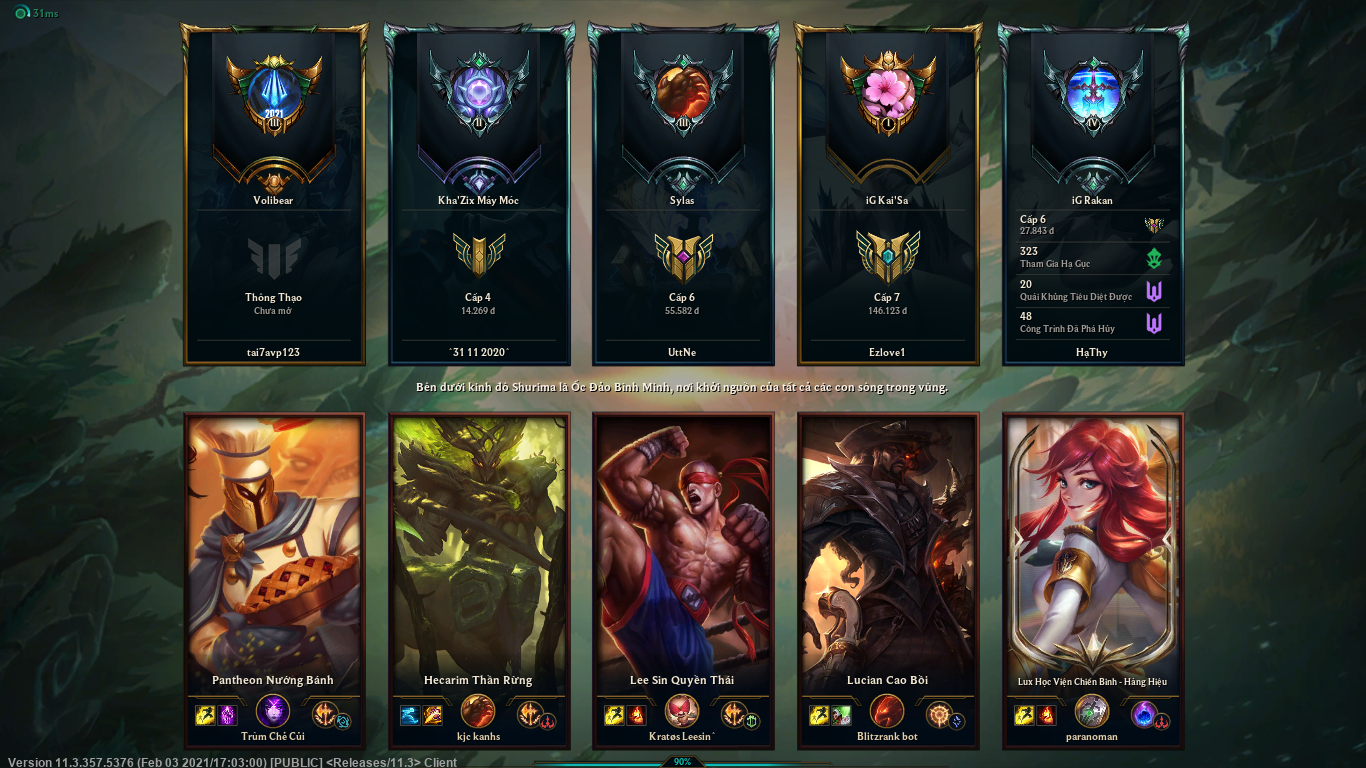 31ms
2021
III
II
III
I
IV
Volibear
Kha'Zix Máy Móc
Sylas
iG Kai'Sa
iG Rakan
Thông Thạo
Chưa mở
Cấp 4
14.269 đ
Cấp 6
55.582 đ
Cấp 7
146.123 đ
Cấp 6
27.843 đ
323
Tham Gia Hạ Gục
20
Quái Khủng Tiêu Diệt Được
48
Công Trình Đã Phá Hủy
tai7avp123
^31 11 2020^
UttNe
Ezlove1
HạThy
Bên dưới kinh đô Shurima là Ốc Đảo Bình Minh, nơi khởi nguồn của tất cả các con sông trong vùng.
Pantheon Nướng Bánh
Hecarim Thần Rừng
Lee Sin Quyền Thái
Lucian Cao Bồi
Lux Học Viện Chiến Binh - Hàng Hiệu
Trùm Chẻ Củi
kjc kanhs
Kratøs Leesin^
Blitzrank bot
paranoman
90%
Version 11.3.357.5376 (Feb 03 2021/17:03:00) [PUBLIC] <Releases/11.3> Client